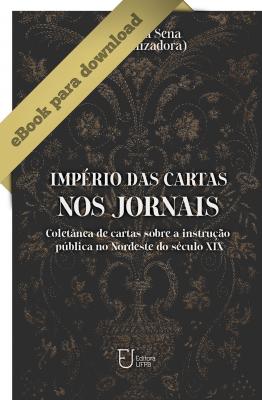 eBook para download
Sena
IMPÉRIO DAS CARTAS
NOS JORNAIS
Coletânea de cartas sobre a instrução
pública no Nordeste do século XIX
Editora
UFPB